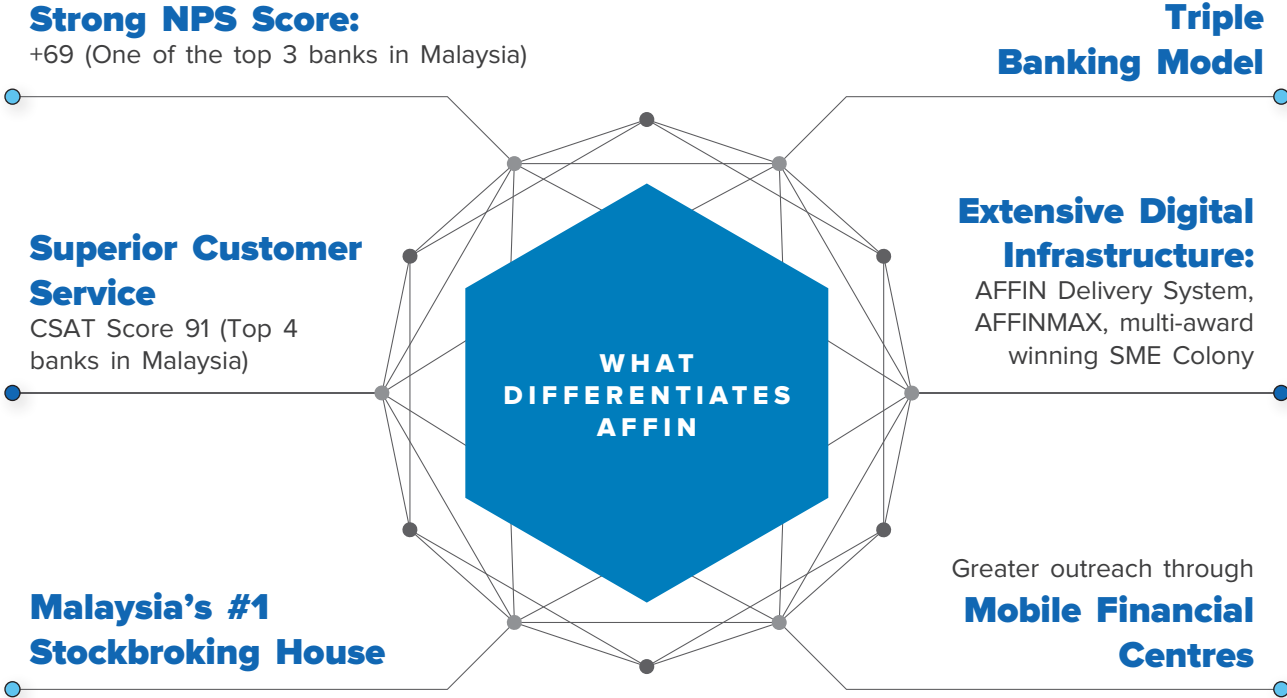 Strong NPS Score:
+69 (One of the top 3 banks in Malaysia)
Triple
Banking Model
Superior Customer
Service
CSAT Score 91 (Top 4
banks in Malaysia)
Extensive Digital
Infrastructure:
AFFIN Delivery System,
AFFINMAX, multi-award
winning SME Colony
WHAT
DIFFERENTIATES
AFFIN
Malaysia’s #1
Stockbroking House
Greater outreach through
Mobile Financial
Centres